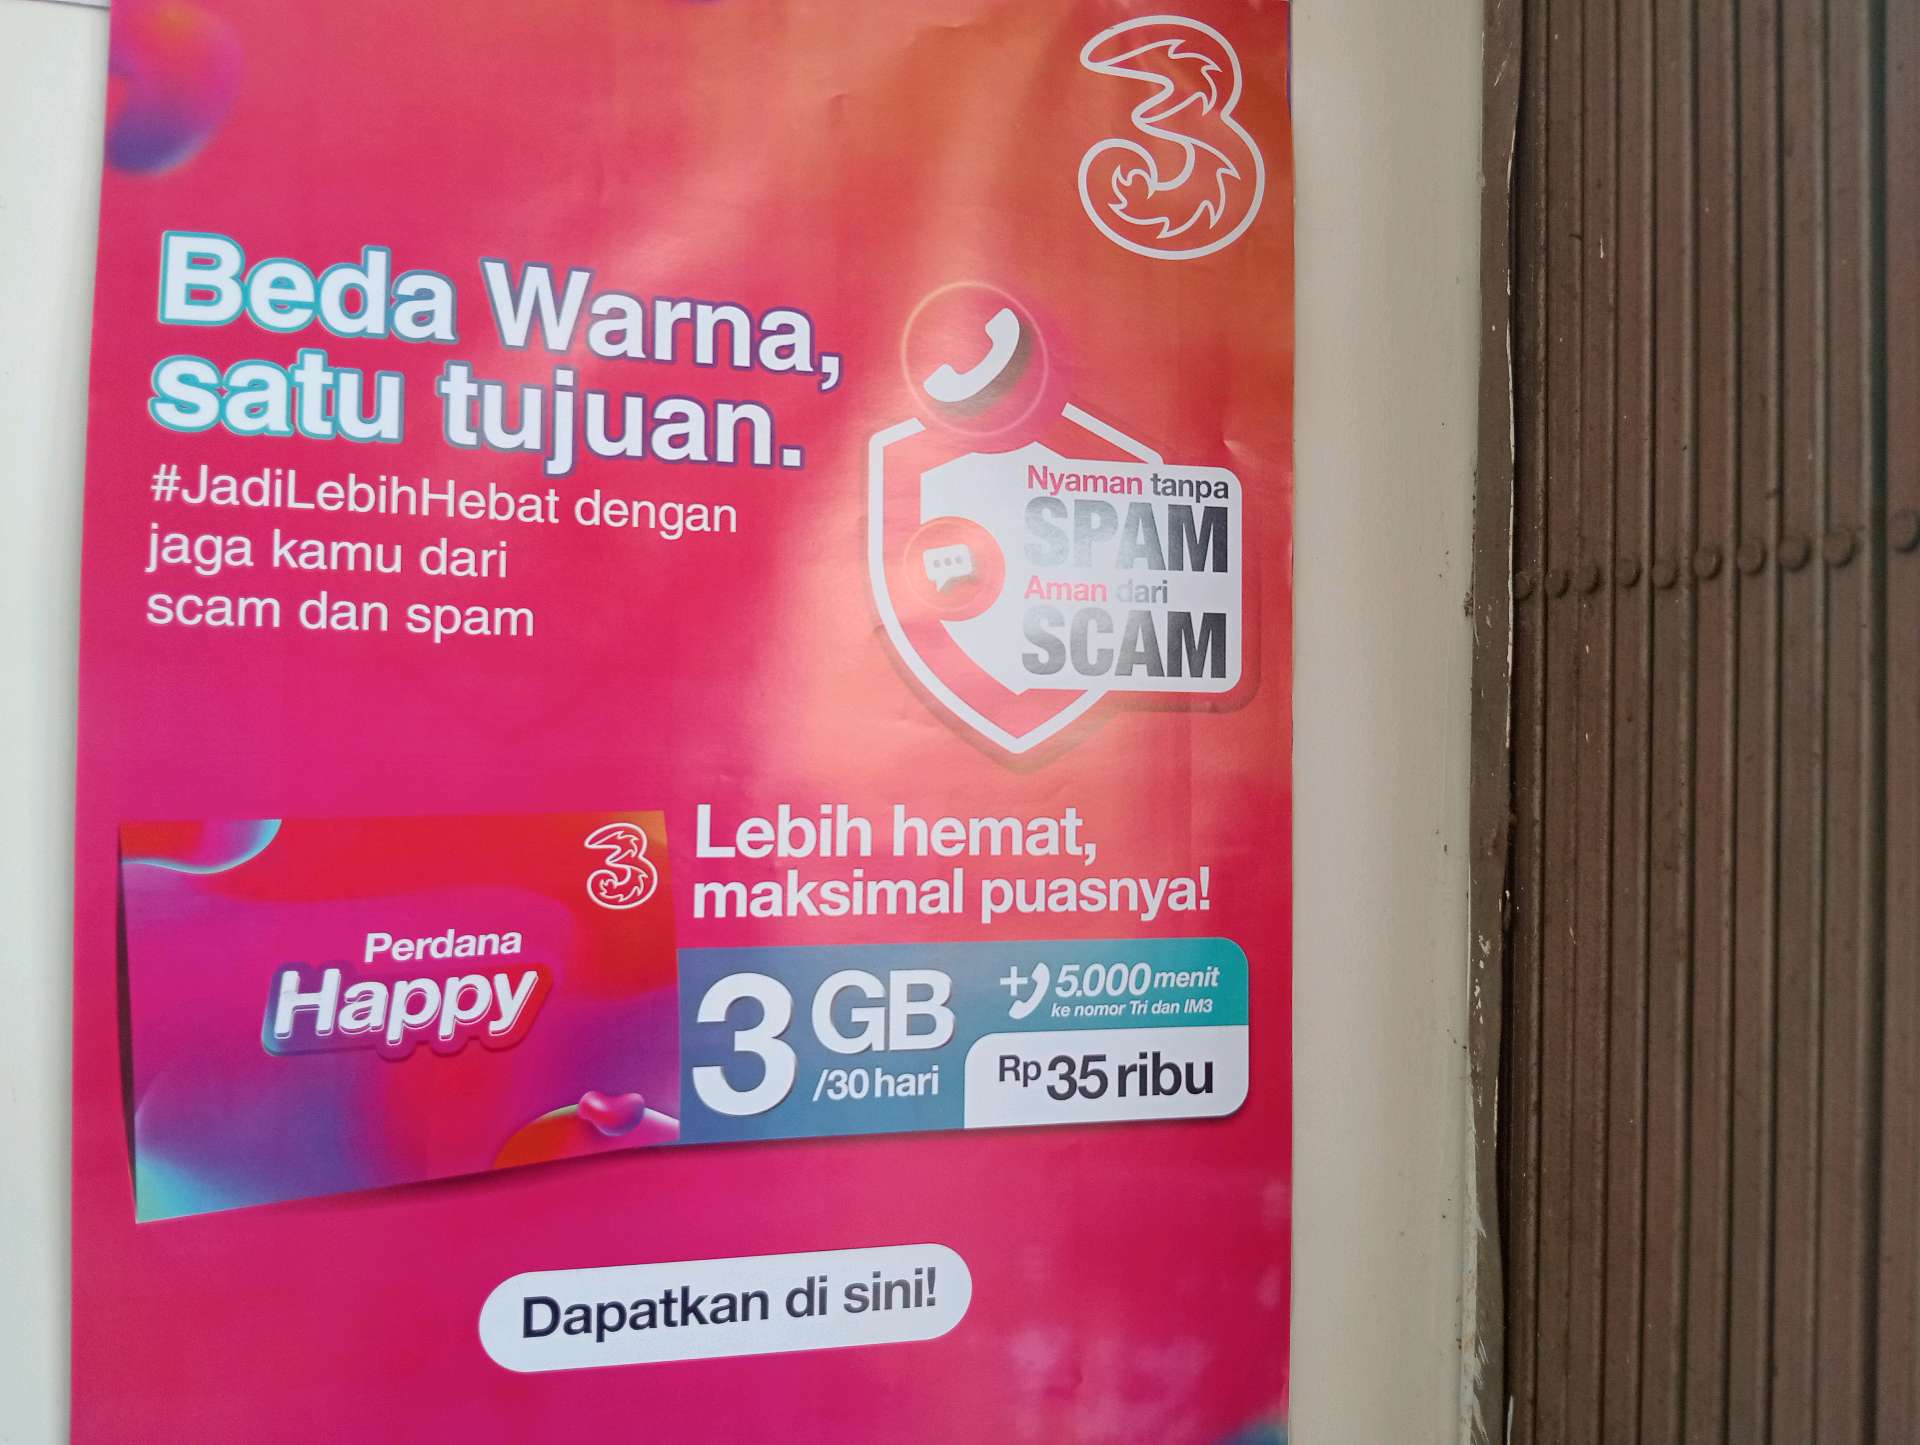 3
Beda Warna,
satu tujuan.
#JadiLebihHebat dengan
jaga kamu dari
scam dan spam
Nyaman tanpa
SPAM
Aman dari
SCAM
Lebih hemat,
maksimal puasnya!
3
Perdana
Happy
3 GB
/30 hari
+ 5.000 menit
ke nomor Tri dan IM3
Rp 35 ribu
Dapatkan di sini!